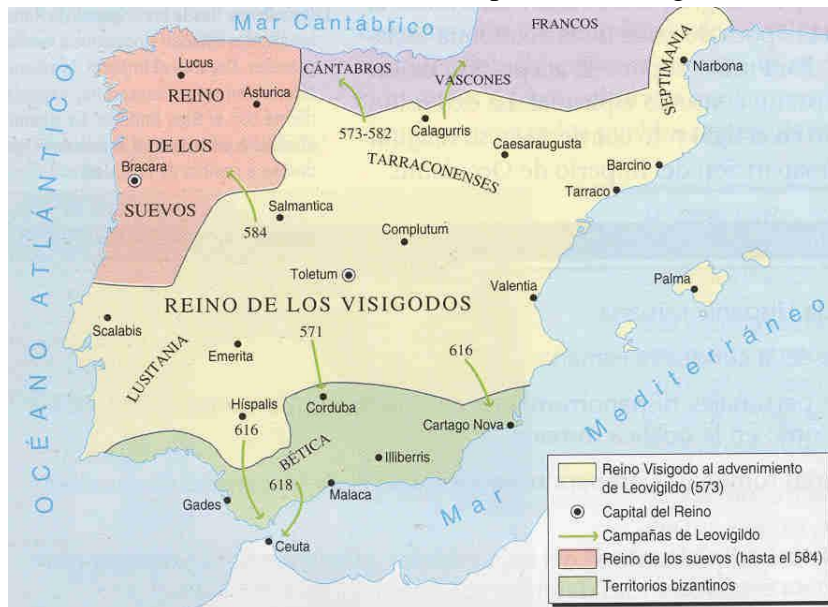 Mar Cantábrico
FRANCOS
Lucus
CÁNTABROS
VASCONES
SEPTIMANIA
Narbona
REINO
Asturica
573-582
Calagurris
TARRACONENSES
Caesaraugusta
DE LOS
Bracara
Barcino
Tarraco
SUEVOS
584
Salmantica
Complutum
Toletum
Palma
REINO DE LOS VISIGODOS
Valentia
Scalabis
LUSITANIA
Emerita
571
616
Híspalis
616
Corduba
Cartago Nova
BÉTICA
Illiberris
618
Gades
Malaca
Ceuta
OCÉANO ATLÁNTICO
Mar Mediterráneo
Reino Visigodo al advenimiento
de Leovigildo (573)
Capital del Reino
Campañas de Leovigildo
Reino de los suevos (hasta el 584)
Territorios bizantinos